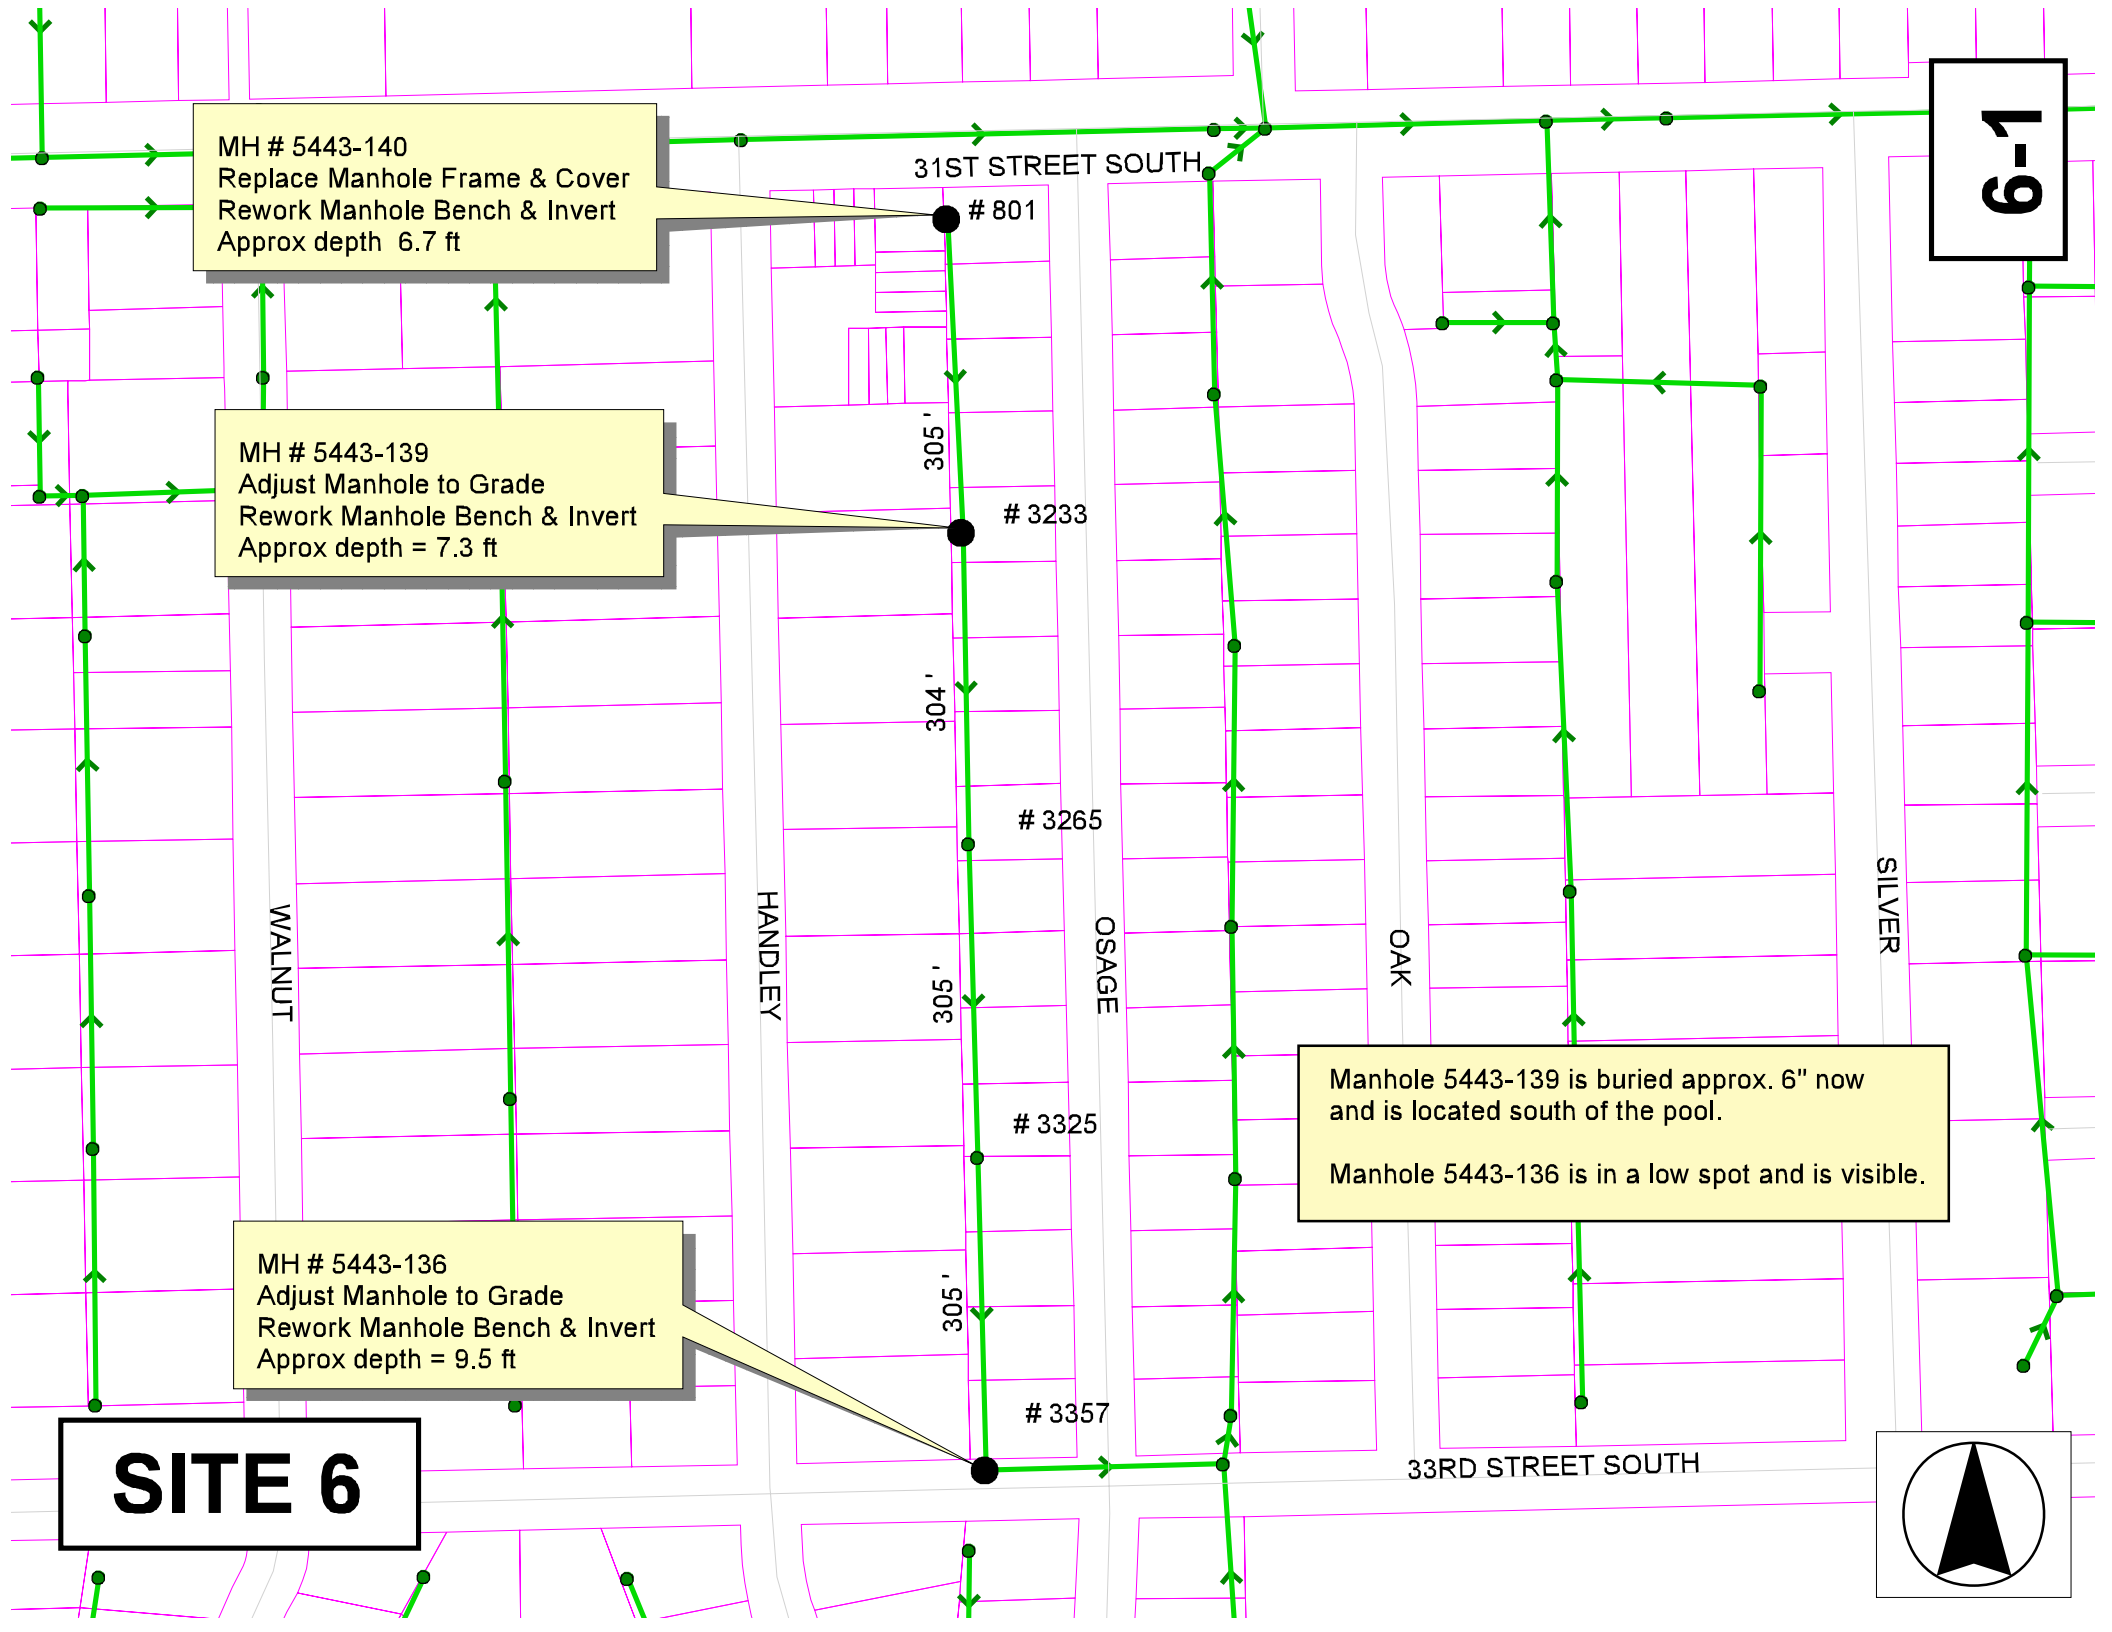 6-1
MH # 5443-140
Replace Manhole Frame & Cover
Rework Manhole Bench & Invert
Approx depth  6.7 ft
31ST STREET SOUTH
# 801
MH # 5443-139
Adjust Manhole to Grade
Rework Manhole Bench & Invert
Approx depth = 7.3 ft
305 '
# 3233
304 '
# 3265
WALNUT
HANDLEY
305 '
OSAGE
OAK
SILVER
# 3325
Manhole 5443-139 is buried approx. 6" now
and is located south of the pool.
Manhole 5443-136 is in a low spot and is visible.
MH # 5443-136
Adjust Manhole to Grade
Rework Manhole Bench & Invert
Approx depth = 9.5 ft
305 '
# 3357
33RD STREET SOUTH
SITE 6